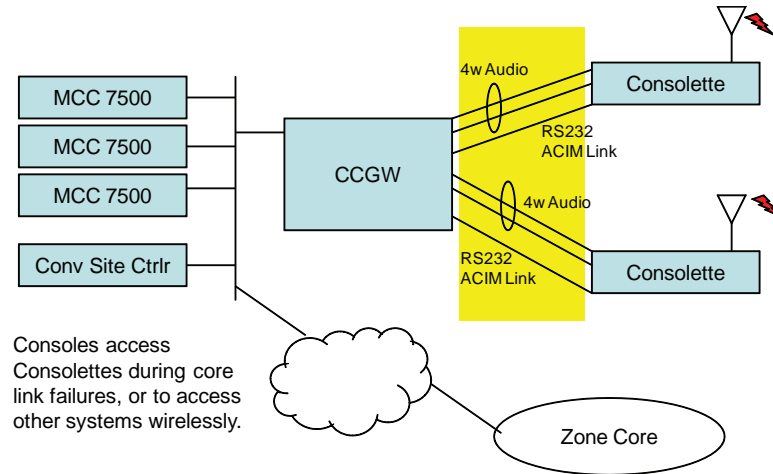 MCC 7500
MCC 7500
MCC 7500
Conv Site Ctrlr
CCGW
4w Audio
RS232
ACIM Link
Consolette
4w Audio
RS232
ACIM Link
Consolette
Consoles access
Consolettes during core
link failures, or to access
other systems wirelessly.
Zone Core